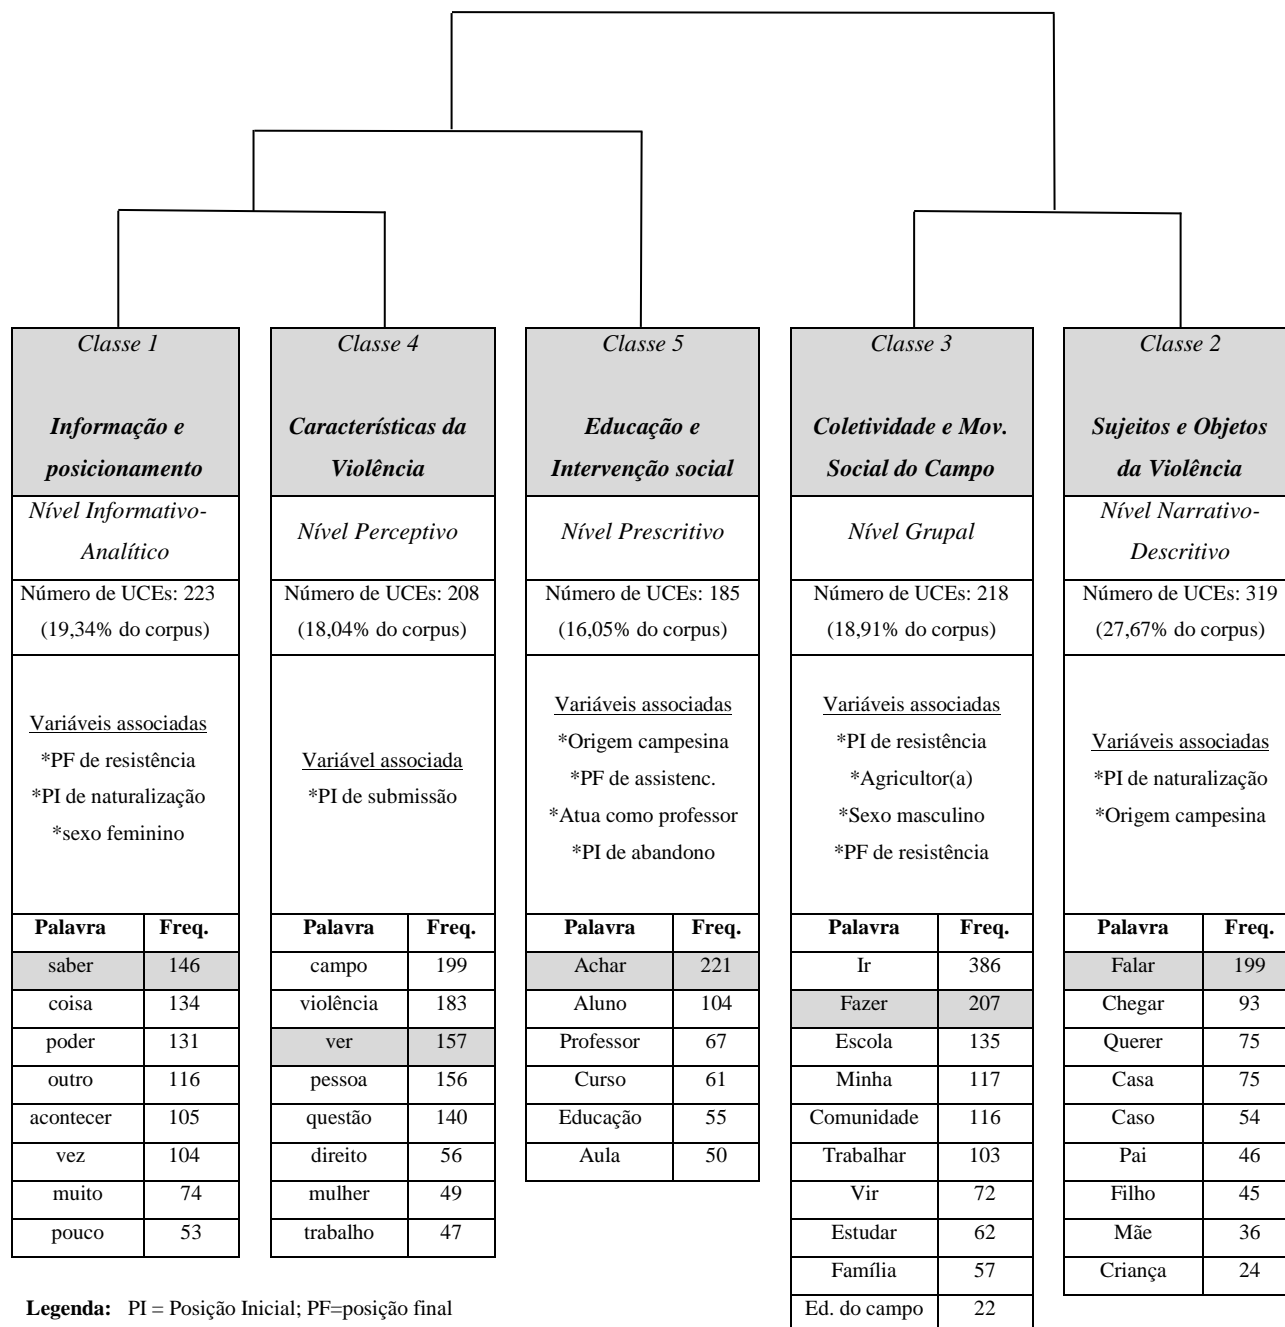 Classe 1
Informação e
posicionamento
Nível Informativo-
Analítico
Número de UCEs: 223
(19,34% do corpus)
Variáveis associadas
*PF de resistência
*PI de naturalização
*sexo feminino
Palavra Freq.
saber 146
coisa 134
poder 131
outro 116
acontecer 105
vez 104
muito 74
pouco 53
Classe 4
Características da
Violência
Nível Perceptivo
Número de UCEs: 208
(18,04% do corpus)
Variável associada
*PI de submissão
Palavra Freq.
campo 199
violência 183
ver 157
pessoa 156
questão 140
direito 56
mulher 49
trabalho 47
Classe 5
Educação e
Intervenção social
Nível Prescritivo
Número de UCEs: 185
(16,05% do corpus)
Variáveis associadas
*Origem campesina
*PF de assistenc.
*Atua como professor
*PI de abandono
Palavra Freq.
Achar 221
Aluno 104
Professor 67
Curso 61
Educação 55
Aula 50
Classe 3
Coletividade e Mov.
Social do Campo
Nível Grupal
Número de UCEs: 218
(18,91% do corpus)
Variáveis associadas
*PI de resistência
*Agricultor(a)
*Sexo masculino
*PF de resistência
Palavra Freq.
Ir 386
Fazer 207
Escola 135
Minha 117
Comunidade 116
Trabalhar 103
Vir 72
Estudar 62
Família 57
Ed. do campo 22
Classe 2
Sujeitos e Objetos
da Violência
Nível Narrativo-
Descritivo
Número de UCEs: 319
(27,67% do corpus)
Variáveis associadas
*PI de naturalização
*Origem campesina
Palavra Freq.
Falar 199
Chegar 93
Querer 75
Casa 75
Caso 54
Pai 46
Filho 45
Mãe 36
Criança 24
Legenda: PI = Posição Inicial; PF=posição final